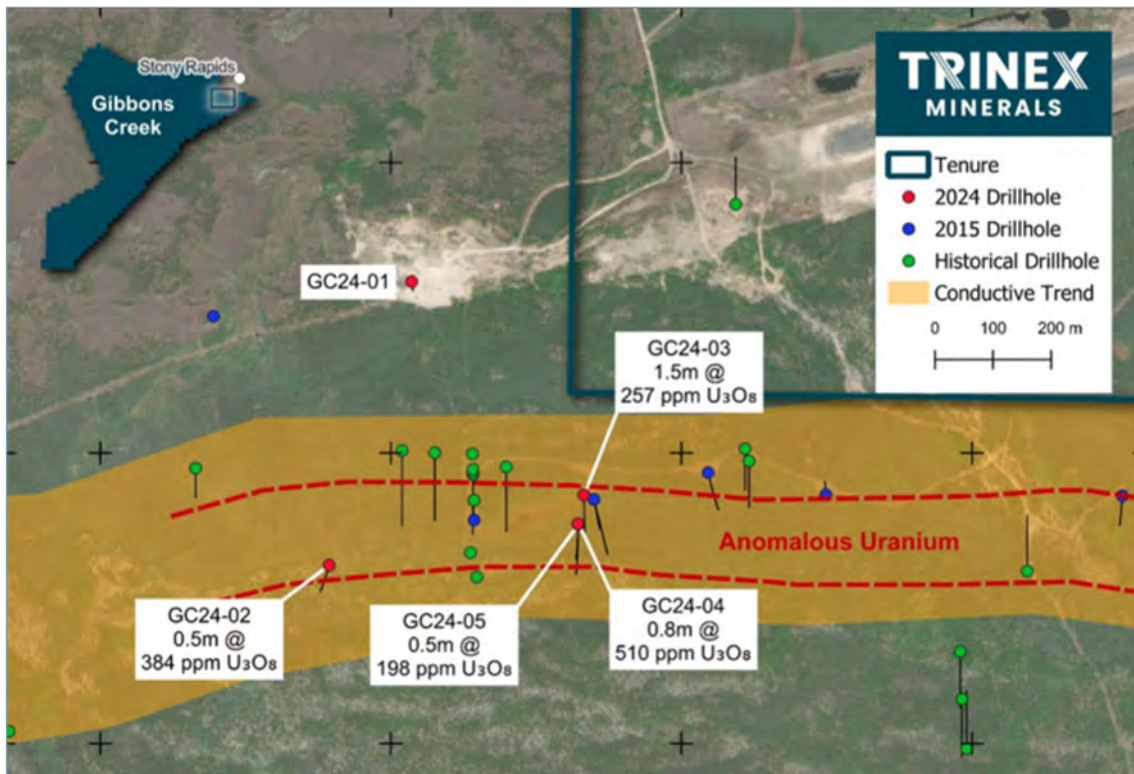 Stony Rapids
Gibbons
Creek
TRINEX
MINERALS
Tenure
2024 Drillhole
2015 Drillhole
Historical Drillhole
Conductive Trend
0 100 200 m
GC24-01
GC24-03
1.5m @
257 ppm U₃O₈
Anomalous Uranium
GC24-02
0.5m @
384 ppm U₃O₈
GC24-05
0.5m @
198 ppm U₃O₈
GC24-04
0.8m @
510 ppm U₃O₈